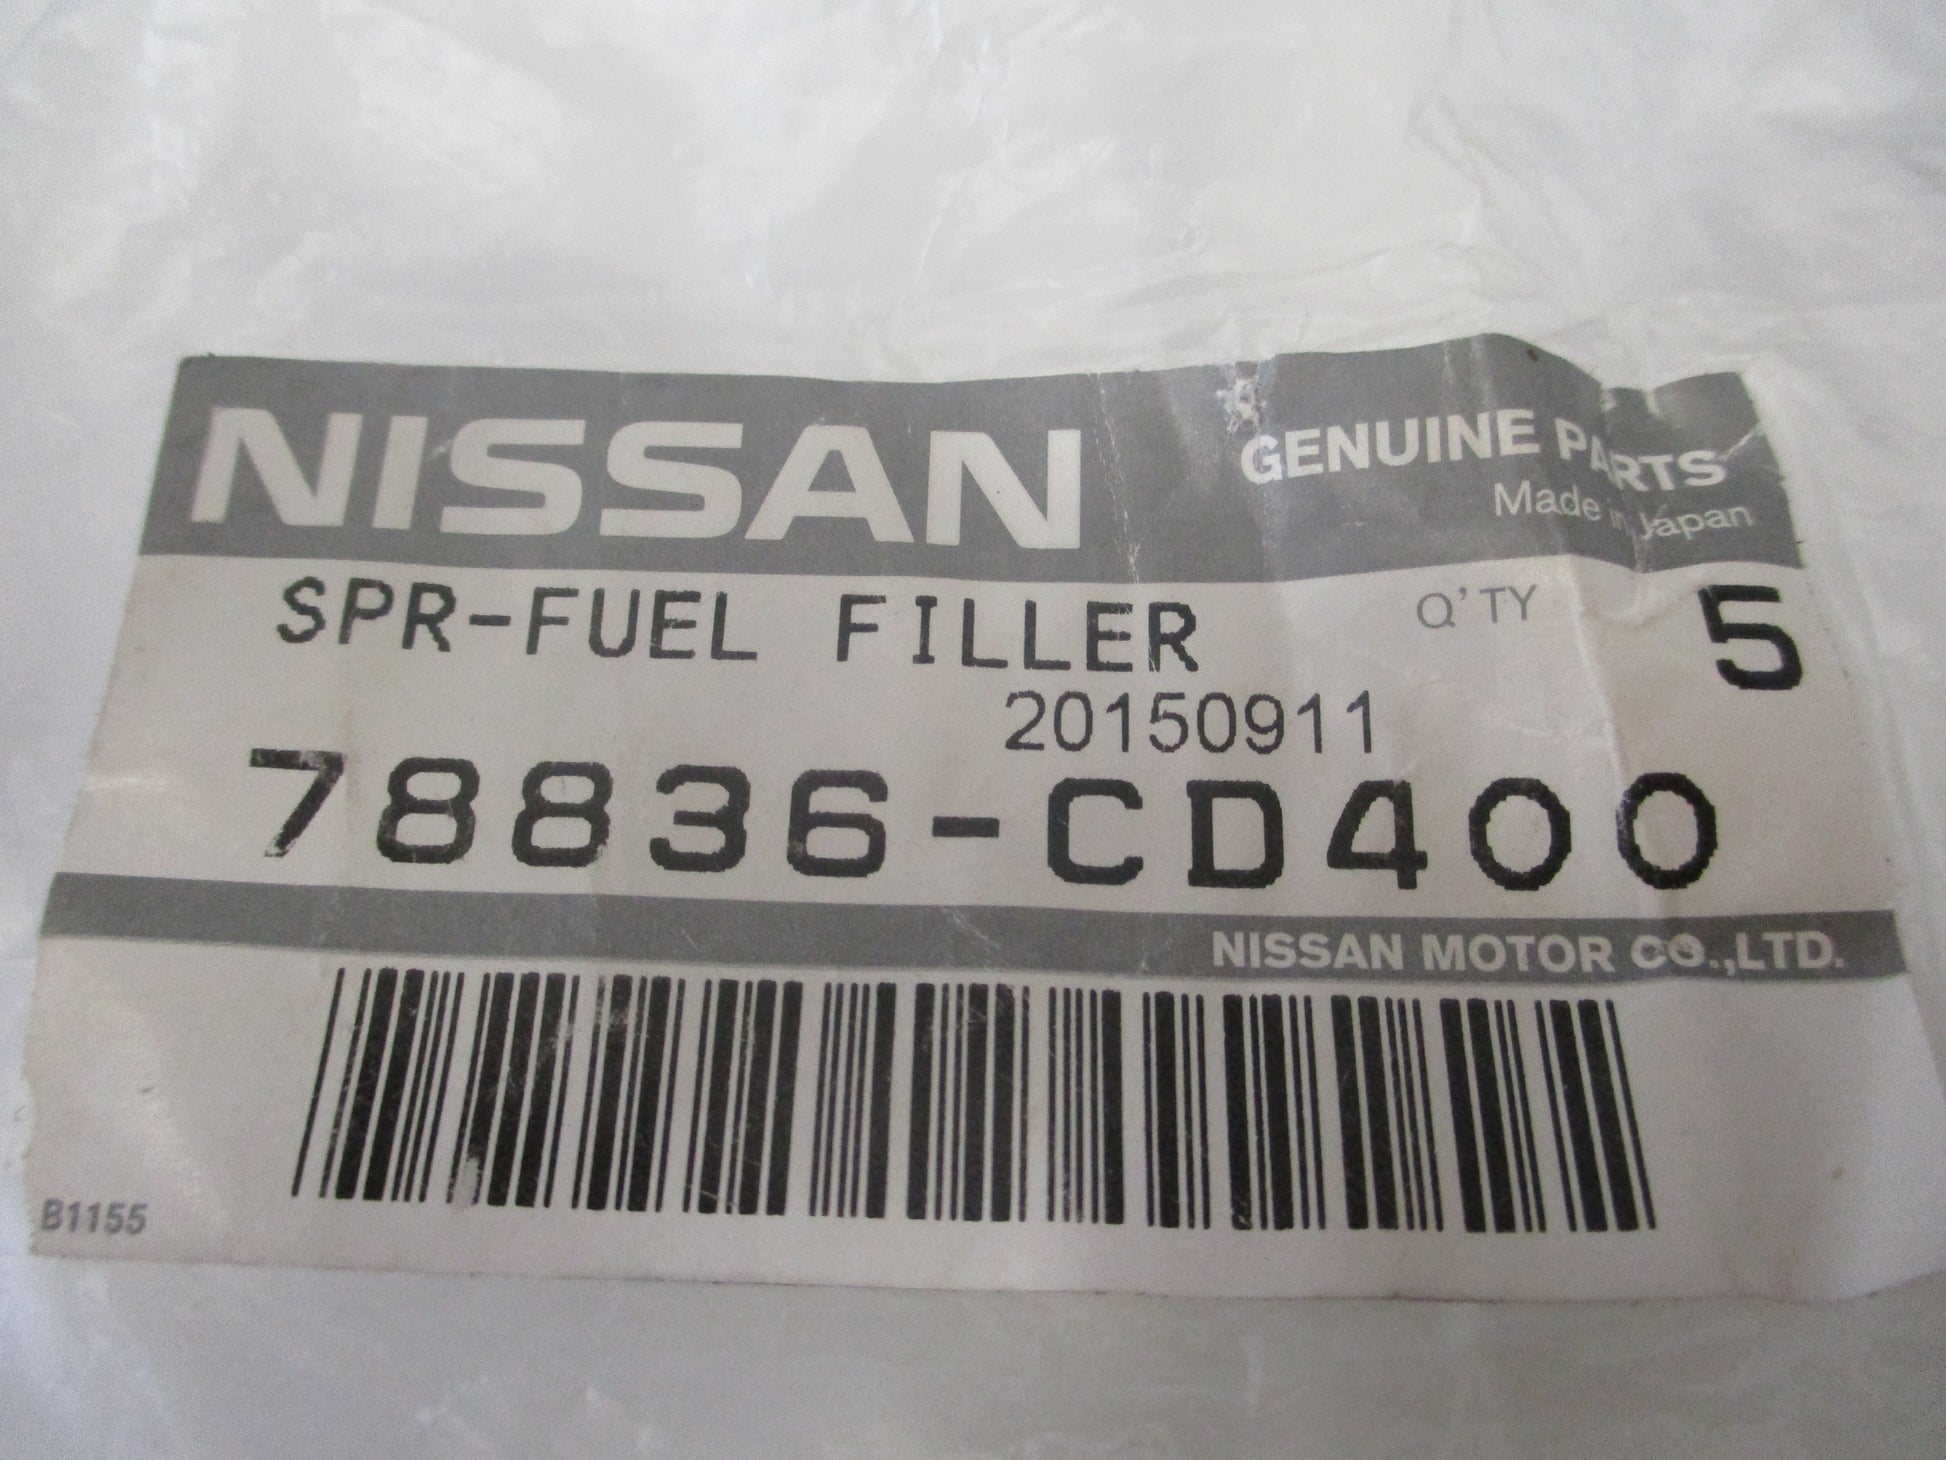 NISSAN
GENUINE PARTS
Made in Japan
SPR-FUEL FILLER
Q'TY 5
20150911
78836-CD400
NISSAN MOTOR CO.,LTD.
B1155